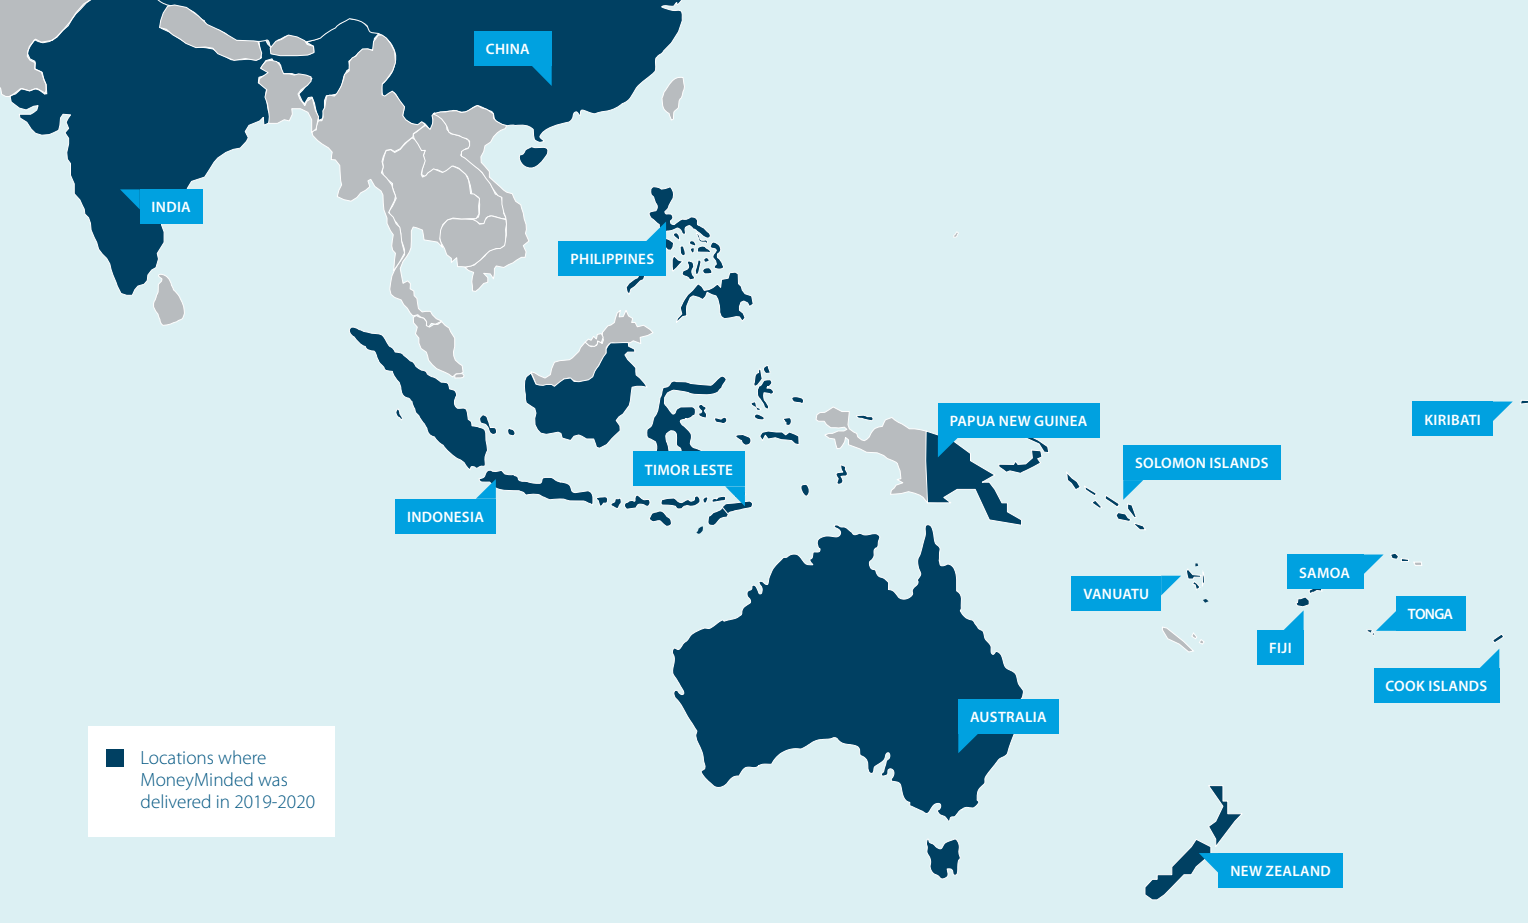 CHINA
INDIA
PHILIPPINES
PAPUA NEW GUINEA
KIRIBATI
SOLOMON ISLANDS
TIMOR LESTE
INDONESIA
SAMOA
VANUATU
TONGA
FIJI
COOK ISLANDS
AUSTRALIA
Locations where
MoneyMinded was
delivered in 2019-2020
NEW ZEALAND